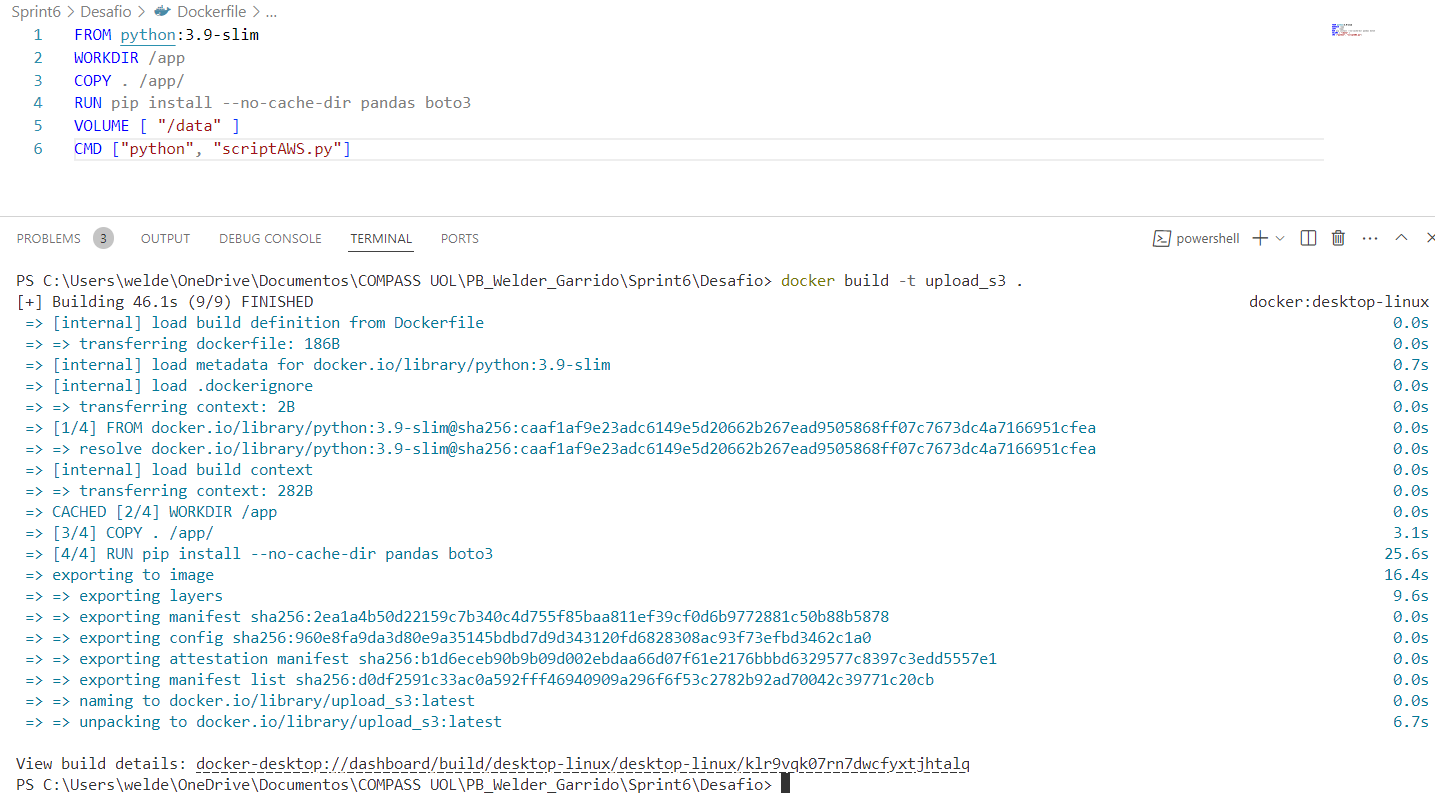 Sprint6 > Desafio > Dockerfile > ...
1 FROM python:3.9-slim
2 WORKDIR /app
3 COPY . /app/
4 RUN pip install --no-cache-dir pandas boto3
5 VOLUME [ "/data" ]
6 CMD ["python", "scriptAWS.py"]
PROBLEMS 3 OUTPUT DEBUG CONSOLE TERMINAL PORTS powershell
PS C:\Users\welde\OneDrive\Documentos\COMPASS UOL\PB_Welder_Garrido\Sprint6\Desafio> docker build -t upload_s3 .
[+] Building 46.1s (9/9) FINISHED docker:desktop-linux
=> [internal] load build definition from Dockerfile 0.0s
=> => transferring dockerfile: 186B 0.0s
=> [internal] load metadata for docker.io/library/python:3.9-slim 0.7s
=> [internal] load .dockerignore 0.0s
=> => transferring context: 2B 0.0s
=> [1/4] FROM docker.io/library/python:3.9-slim@sha256:caaf1af9e23adc6149e5d20662b267ead9505868ff07c7673dc4a7166951cfea 0.0s
=> => resolve docker.io/library/python:3.9-slim@sha256:caaf1af9e23adc6149e5d20662b267ead9505868ff07c7673dc4a7166951cfea 0.0s
=> [internal] load build context 0.0s
=> => transferring context: 282B 0.0s
=> CACHED [2/4] WORKDIR /app 0.0s
=> [3/4] COPY . /app/ 3.1s
=> [4/4] RUN pip install --no-cache-dir pandas boto3 25.6s
=> exporting to image 16.4s
=> => exporting layers 9.6s
=> => exporting manifest sha256:2ea1a4b50d22159c7b340c4d755f85baa811ef39cf0d6b9772881c50b88b5878 0.0s
=> => exporting config sha256:960e8fa9da3d80e9a35145bdbd7d9d343120fd6828308ac93f73efbd3462c1a0 0.0s
=> => exporting attestation manifest sha256:b1d6eceb90b9b09d002ebdaa66d07f61e2176bbbd6329577c8397c3edd5557e1 0.0s
=> => exporting manifest list sha256:d0df2591c33ac0a592fff46940909a296f6f53c2782b92ad70042c39771c20cb 0.0s
=> => naming to docker.io/library/upload_s3:latest 0.0s
=> => unpacking to docker.io/library/upload_s3:latest 6.7s
View build details: docker-desktop://dashboard/build/desktop-linux/desktop-linux/klr9vqk07rn7dwcfyxtjhtalq
PS C:\Users\welde\OneDrive\Documentos\COMPASS UOL\PB_Welder_Garrido\Sprint6\Desafio>